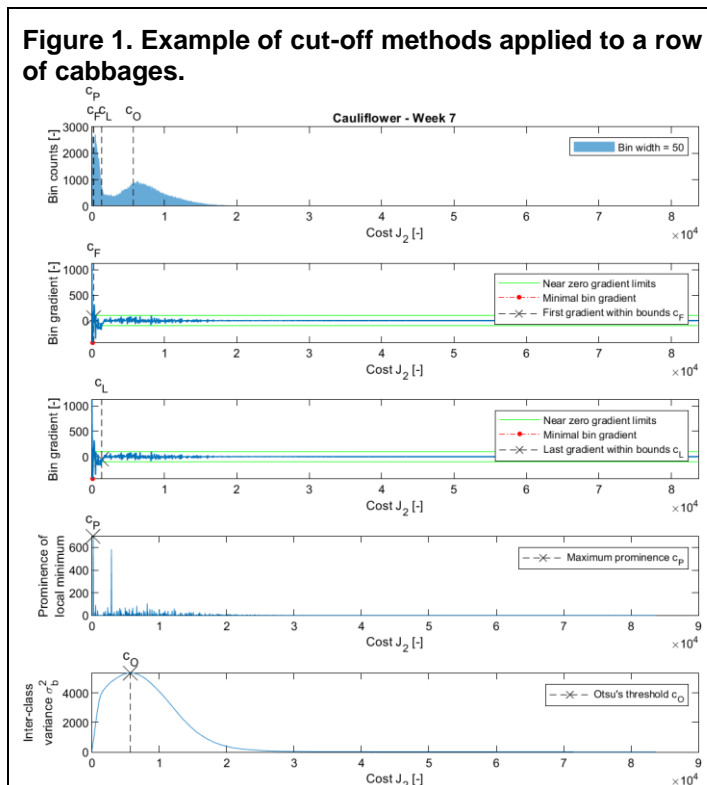 Figure 1. Example of cut-off methods applied to a row
of cabbages.
c_P
c_F c_L c_O
Cauliflower - Week 7
Bin counts [-]
3000
2000
1000
0
Bin width = 50
0 1 2 3 4 5 6 7 8
Cost J_2 [-]
×10^4
c_F
Bin gradient [-]
1000
500
0
Near zero gradient limits
Minimal bin gradient
First gradient within bounds c_F
0 1 2 3 4 5 6 7 8 9
Cost J_2 [-]
×10^4
c_L
Bin gradient [-]
1000
500
0
Near zero gradient limits
Minimal bin gradient
Last gradient within bounds c_L
0 1 2 3 4 5 6 7 8 9
Cost J_2 [-]
×10^4
c_P
Prominence of
local minimum
600
400
200
0
Maximum prominence c_P
0 1 2 3 4 5 6 7 8 9
Cost J_2 [-]
×10^4
c_O
Inter-class
variance σ_b^2
4000
2000
0
Otsu's threshold c_O
0 1 2 3 4 5 6 7 8 9
Cost J_2 [-]
×10^4